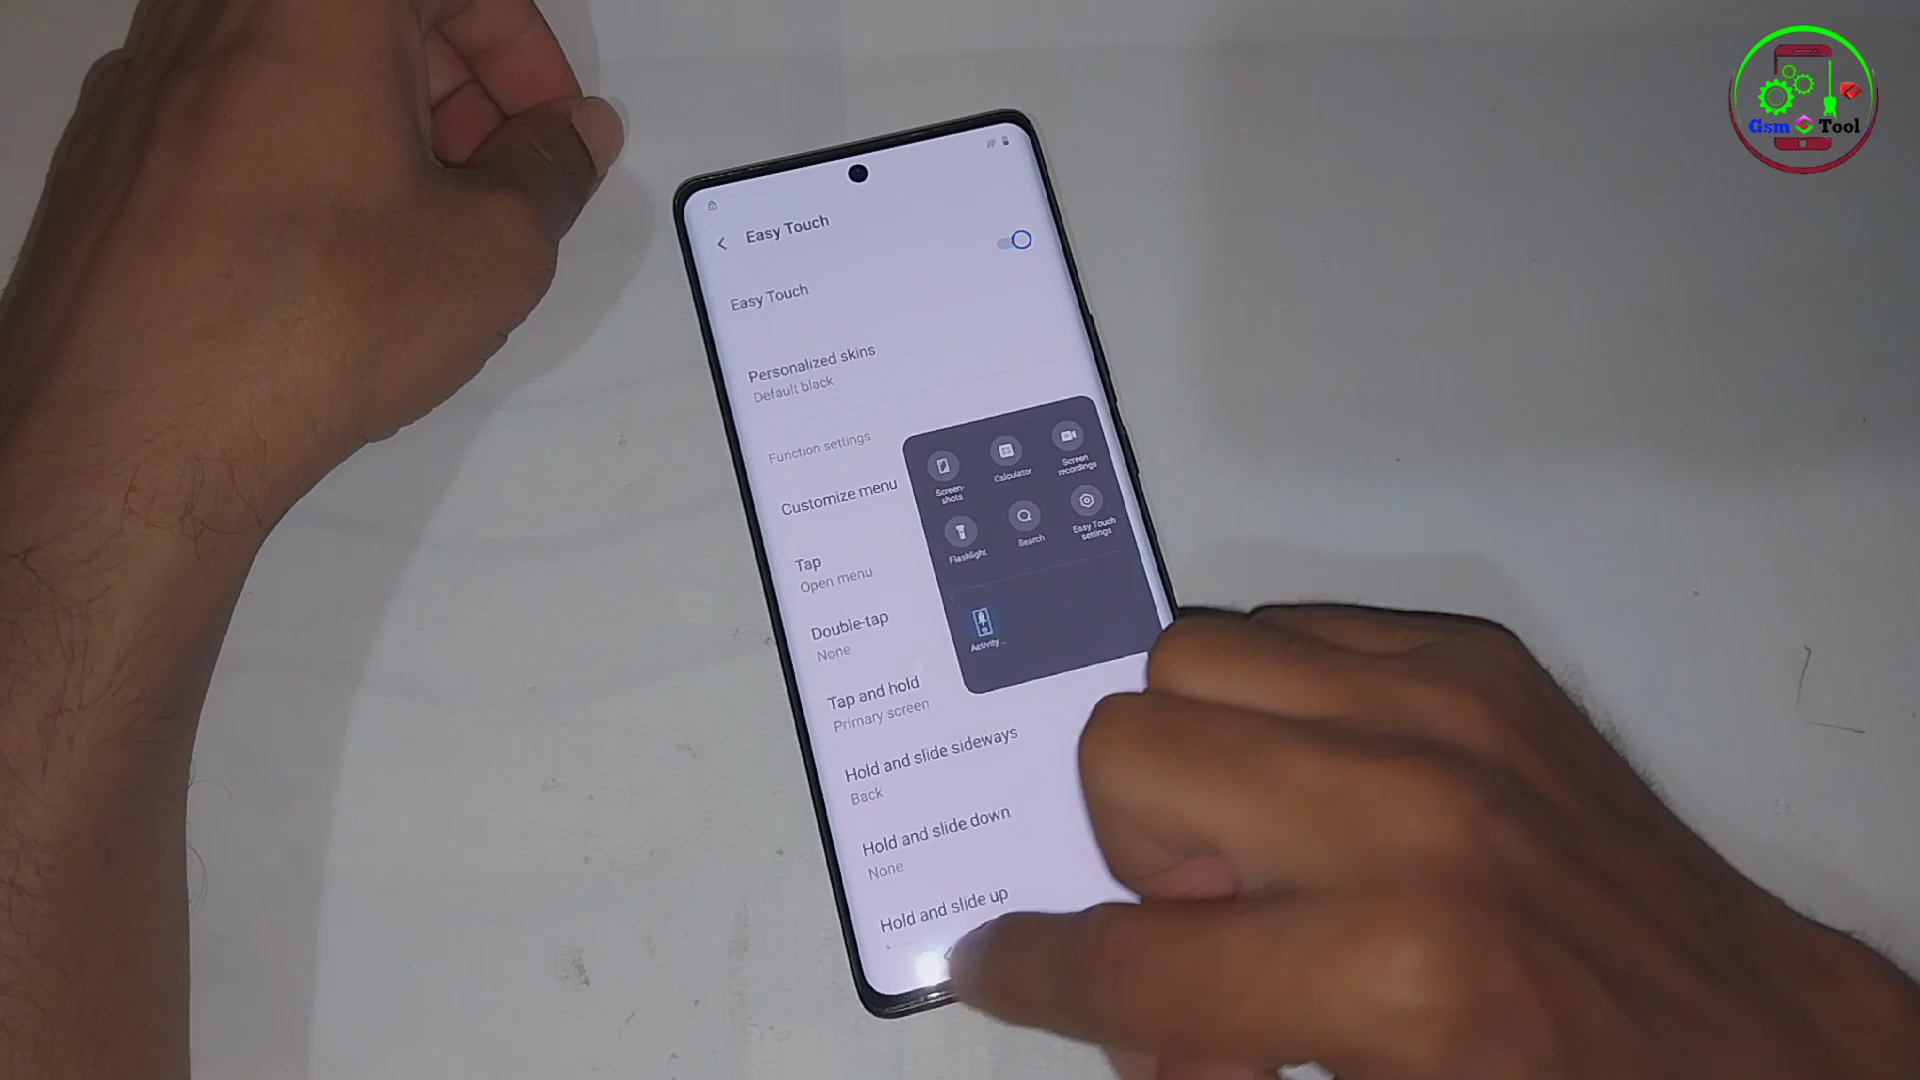 Gsm Tool
Easy Touch
Easy Touch
Personalized skins
Default black
Function settings
Customize menu
Tap
Open menu
Double-tap
None
Tap and hold
Primary screen
Hold and slide sideways
Back
Hold and slide down
None
Hold and slide up
Screen-
shots
Calculator
Screen
recordings
Flashlight
Search
Easy Touch
settings
Activity...